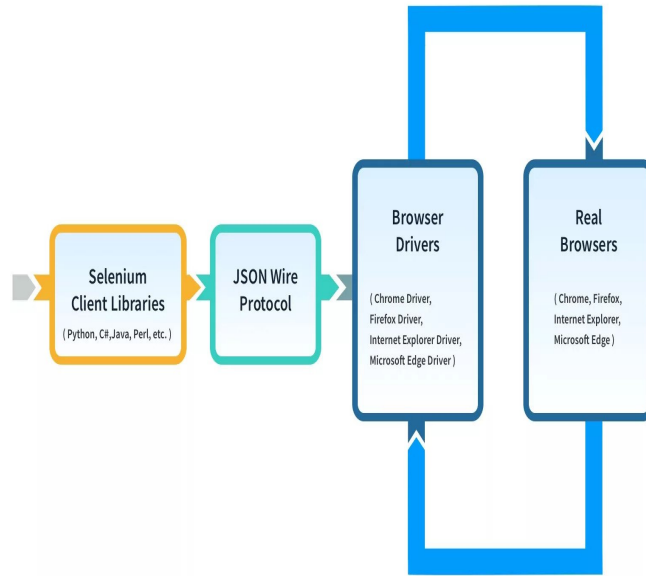 Selenium
Client Libraries
( Python, C#,Java, Perl, etc. )
JSON Wire
Protocol
Browser
Drivers
( Chrome Driver,
Firefox Driver,
Internet Explorer Driver,
Microsoft Edge Driver )
Real
Browsers
( Chrome, Firefox,
Internet Explorer,
Microsoft Edge )